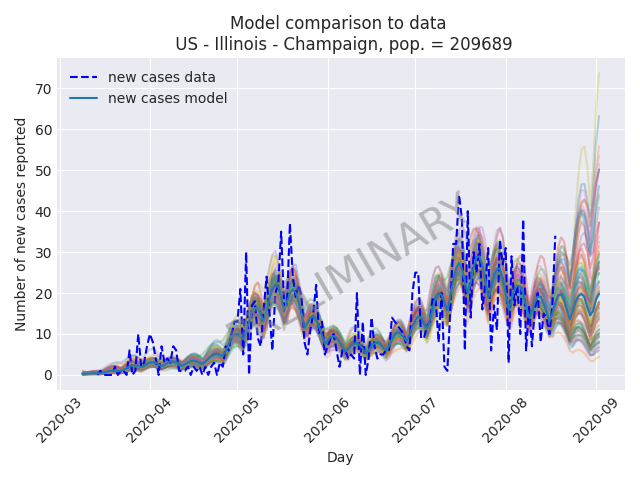 Model comparison to data
US - Illinois - Champaign, pop. = 209689
new cases data
new cases model
PRELIMINARY
Number of new cases reported
70
60
50
40
30
20
10
0
2020-03
2020-04
2020-05
2020-06
2020-07
2020-08
2020-09
Day